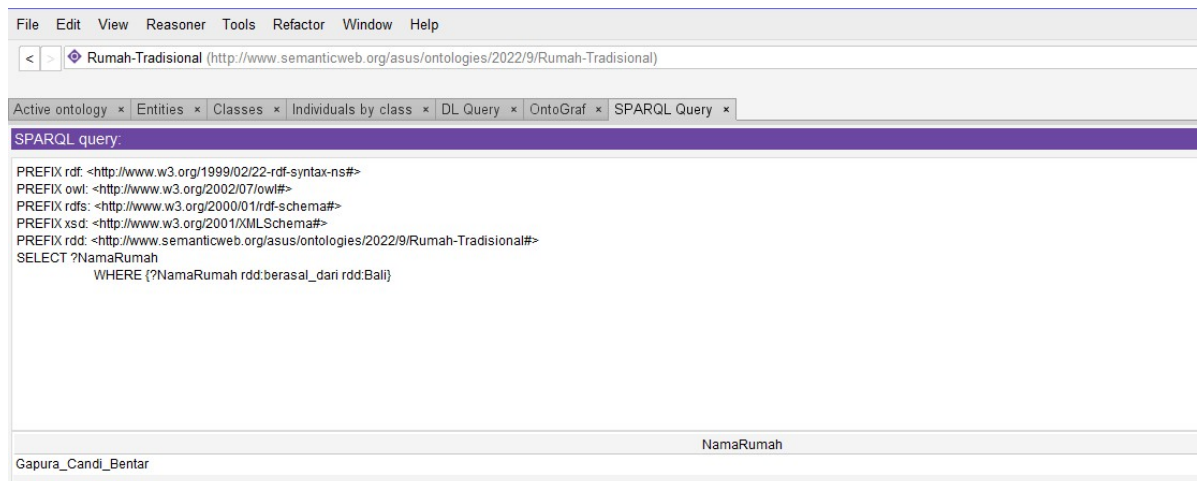 File Edit View Reasoner Tools Refactor Window Help
< > Rumah-Tradisional (http://www.semanticweb.org/asus/ontologies/2022/9/Rumah-Tradisional)
Active ontology × Entities × Classes × Individuals by class × DL Query × OntoGraf × SPARQL Query ×
SPARQL query:
PREFIX rdf: <http://www.w3.org/1999/02/22-rdf-syntax-ns#>
PREFIX owl: <http://www.w3.org/2002/07/owl#>
PREFIX rdfs: <http://www.w3.org/2000/01/rdf-schema#>
PREFIX xsd: <http://www.w3.org/2001/XMLSchema#>
PREFIX rdd: <http://www.semanticweb.org/asus/ontologies/2022/9/Rumah-Tradisional#>
SELECT ?NamaRumah
WHERE {?NamaRumah rdd:berasal_dari rdd:Bali}
NamaRumah
Gapura_Candi_Bentar